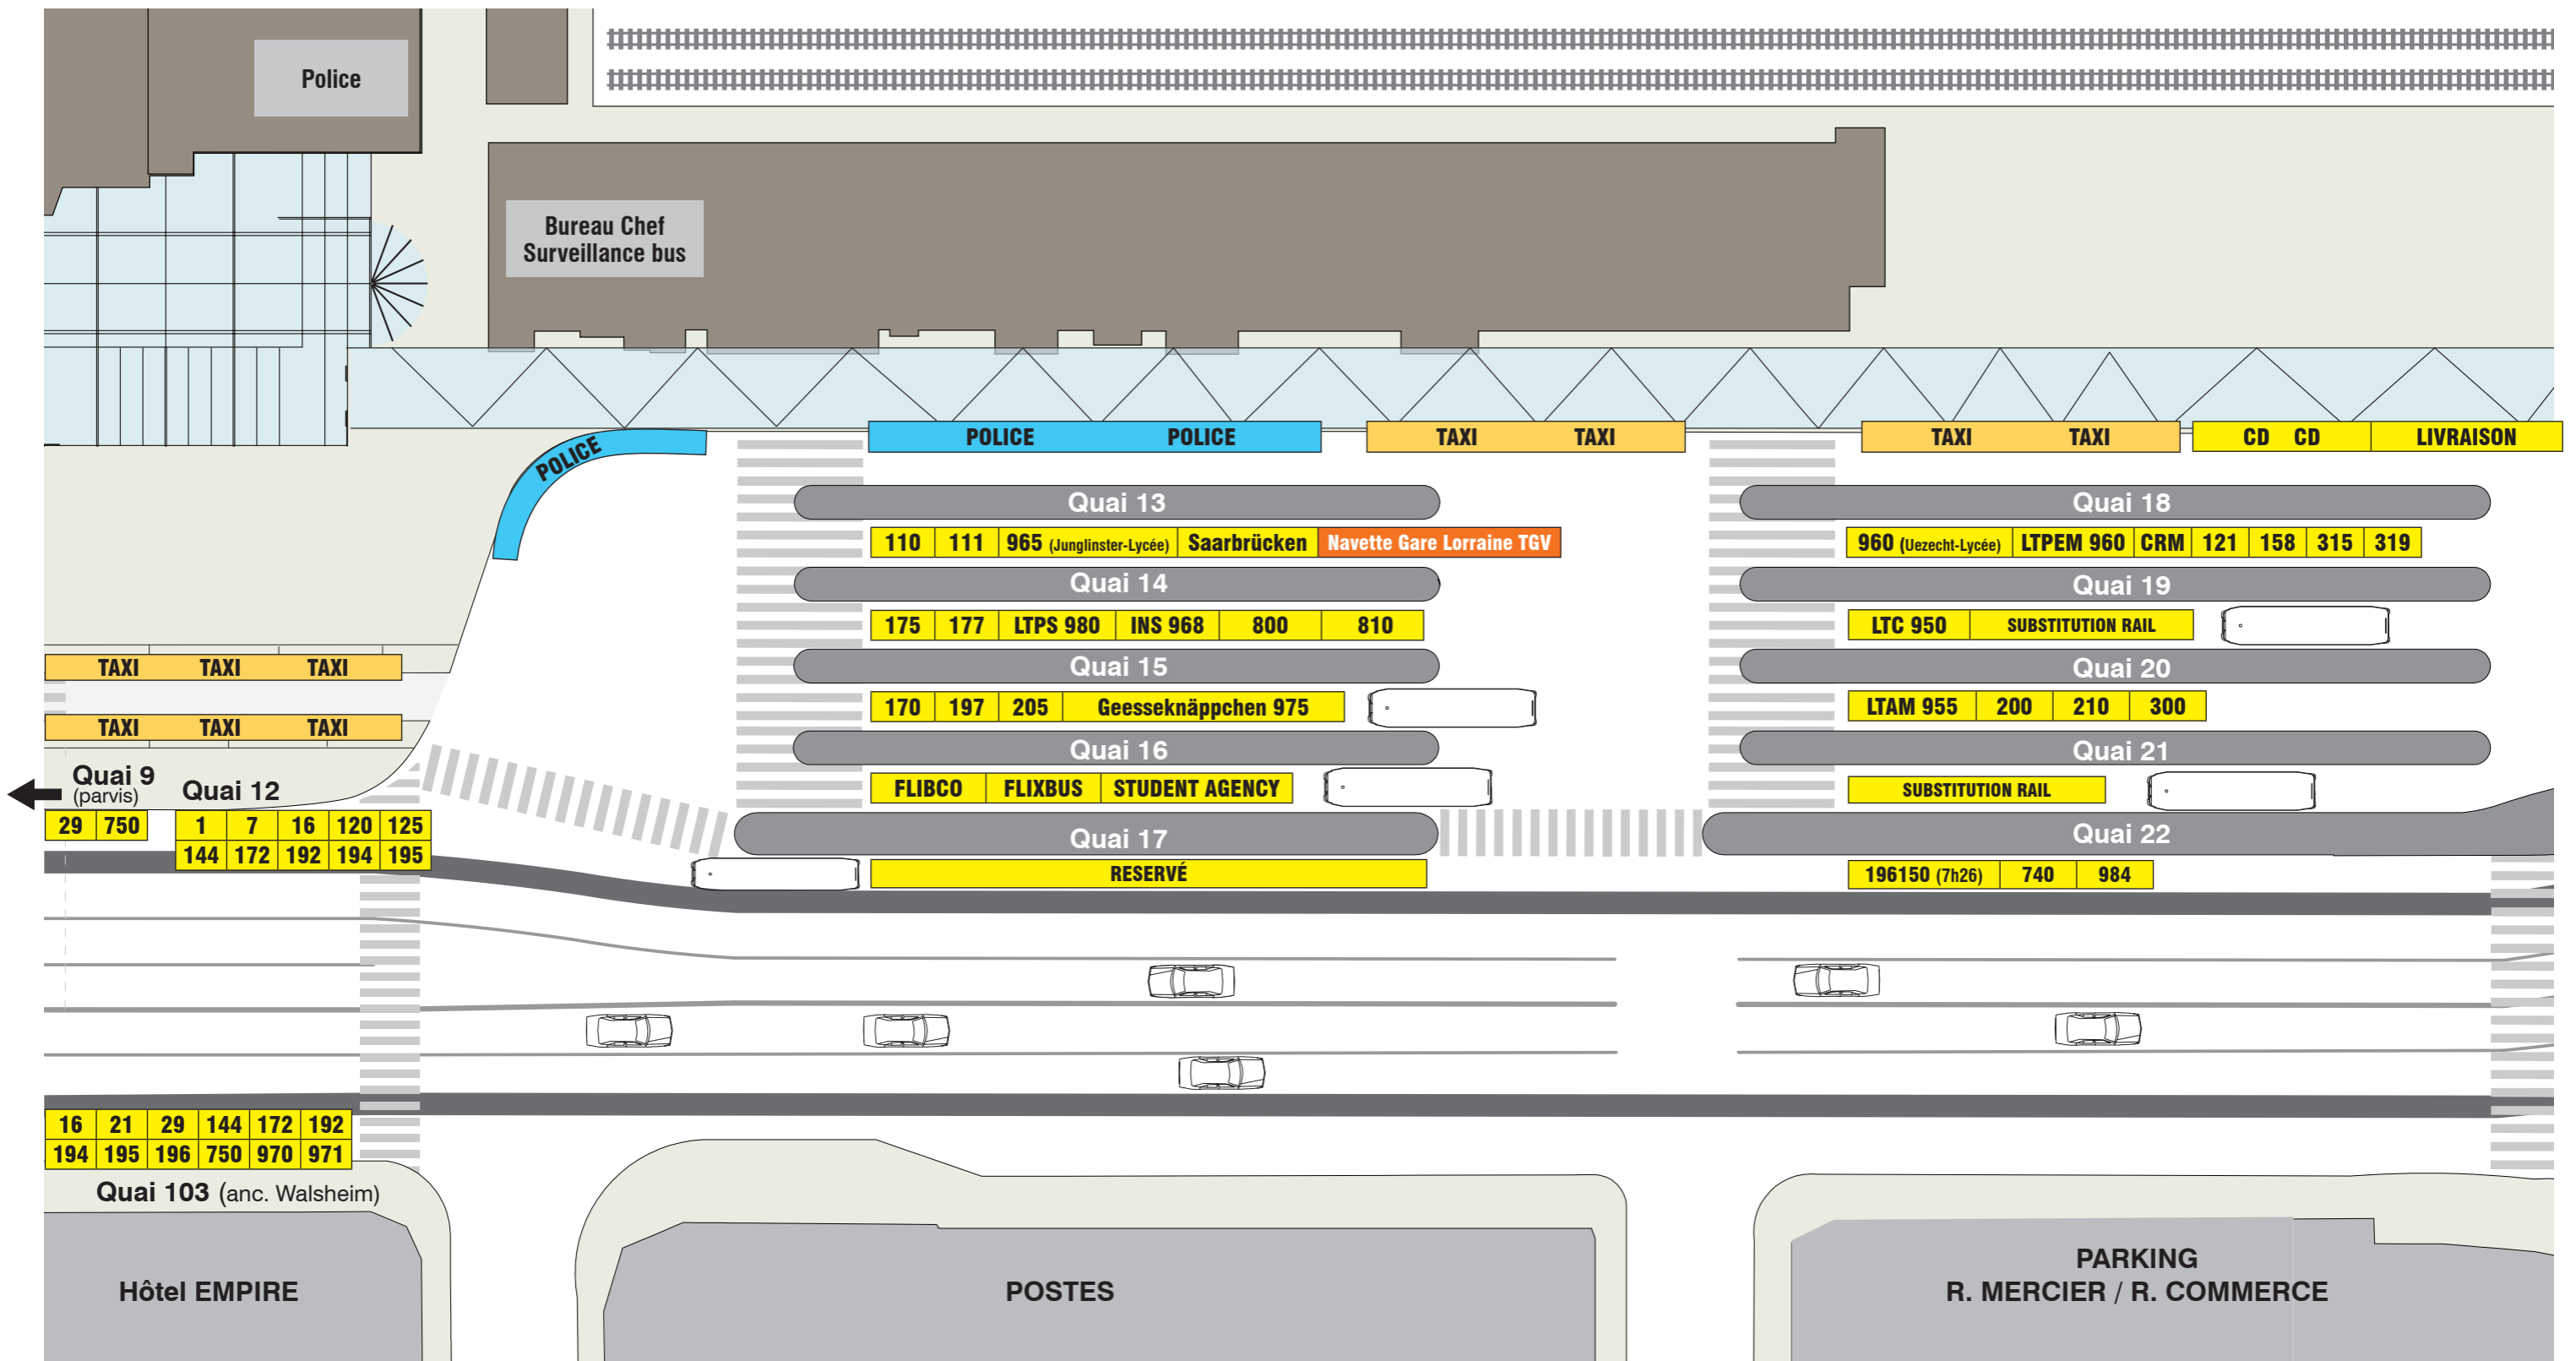 Police
Bureau Chef
Surveillance bus
POLICE
POLICE POLICE
TAXI TAXI
TAXI TAXI
CD CD
LIVRAISON
Quai 13
110 111 965 (Junglinster-Lycée) Saarbrücken Navette Gare Lorraine TGV
Quai 14
175 177 LTPS 980 INS 968 800 810
Quai 15
170 197 205 Geesseknäppchen 975
Quai 16
FLIBCO FLIXBUS STUDENT AGENCY
Quai 17
RESERVÉ
Quai 18
960 (Uezecht-Lycée) LTPEM 960 CRM 121 158 315 319
Quai 19
LTC 950 SUBSTITUTION RAIL
Quai 20
LTAM 955 200 210 300
Quai 21
SUBSTITUTION RAIL
Quai 22
196150 (7h26) 740 984
TAXI TAXI TAXI
TAXI TAXI TAXI
Quai 9
(parvis)
29 750
Quai 12
1 7 16 120 125
144 172 192 194 195
16 21 29 144 172 192
194 195 196 750 970 971
Quai 103 (anc. Walsheim)
Hôtel EMPIRE
POSTES
PARKING
R. MERCIER / R. COMMERCE